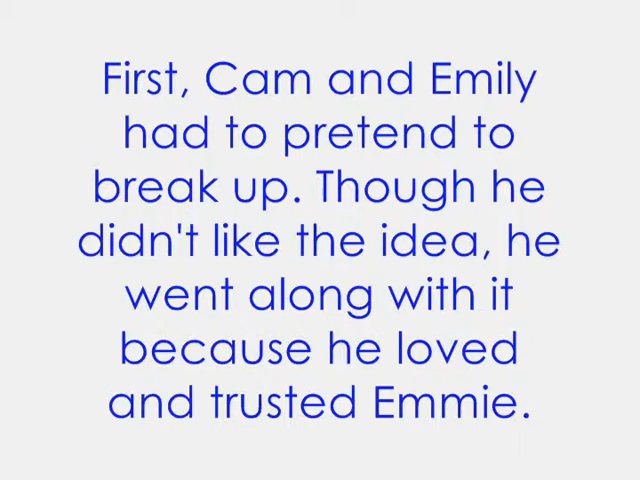 First, Cam and Emily
had to pretend to
break up. Though he
didn't like the idea, he
went along with it
because he loved
and trusted Emmie.